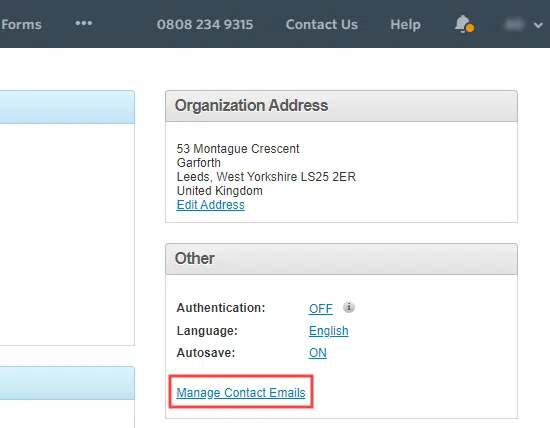 Forms ••• 0808 234 9315 Contact Us Help
Organization Address
53 Montague Crescent
Garforth
Leeds, West Yorkshire LS25 2ER
United Kingdom
Edit Address
Other
Authentication: OFF i
Language: English
Autosave: ON
Manage Contact Emails